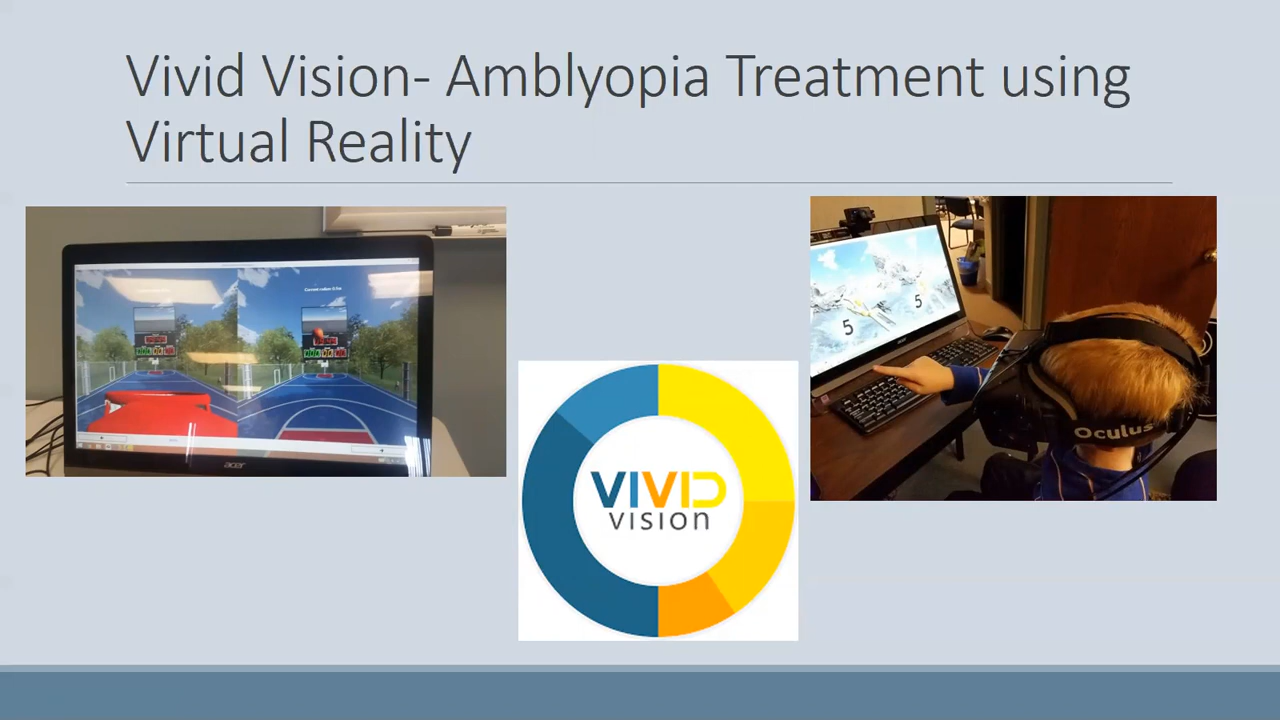 Vivid Vision- Amblyopia Treatment using
Virtual Reality
acer
5
5
Oculus
VIVID
vision